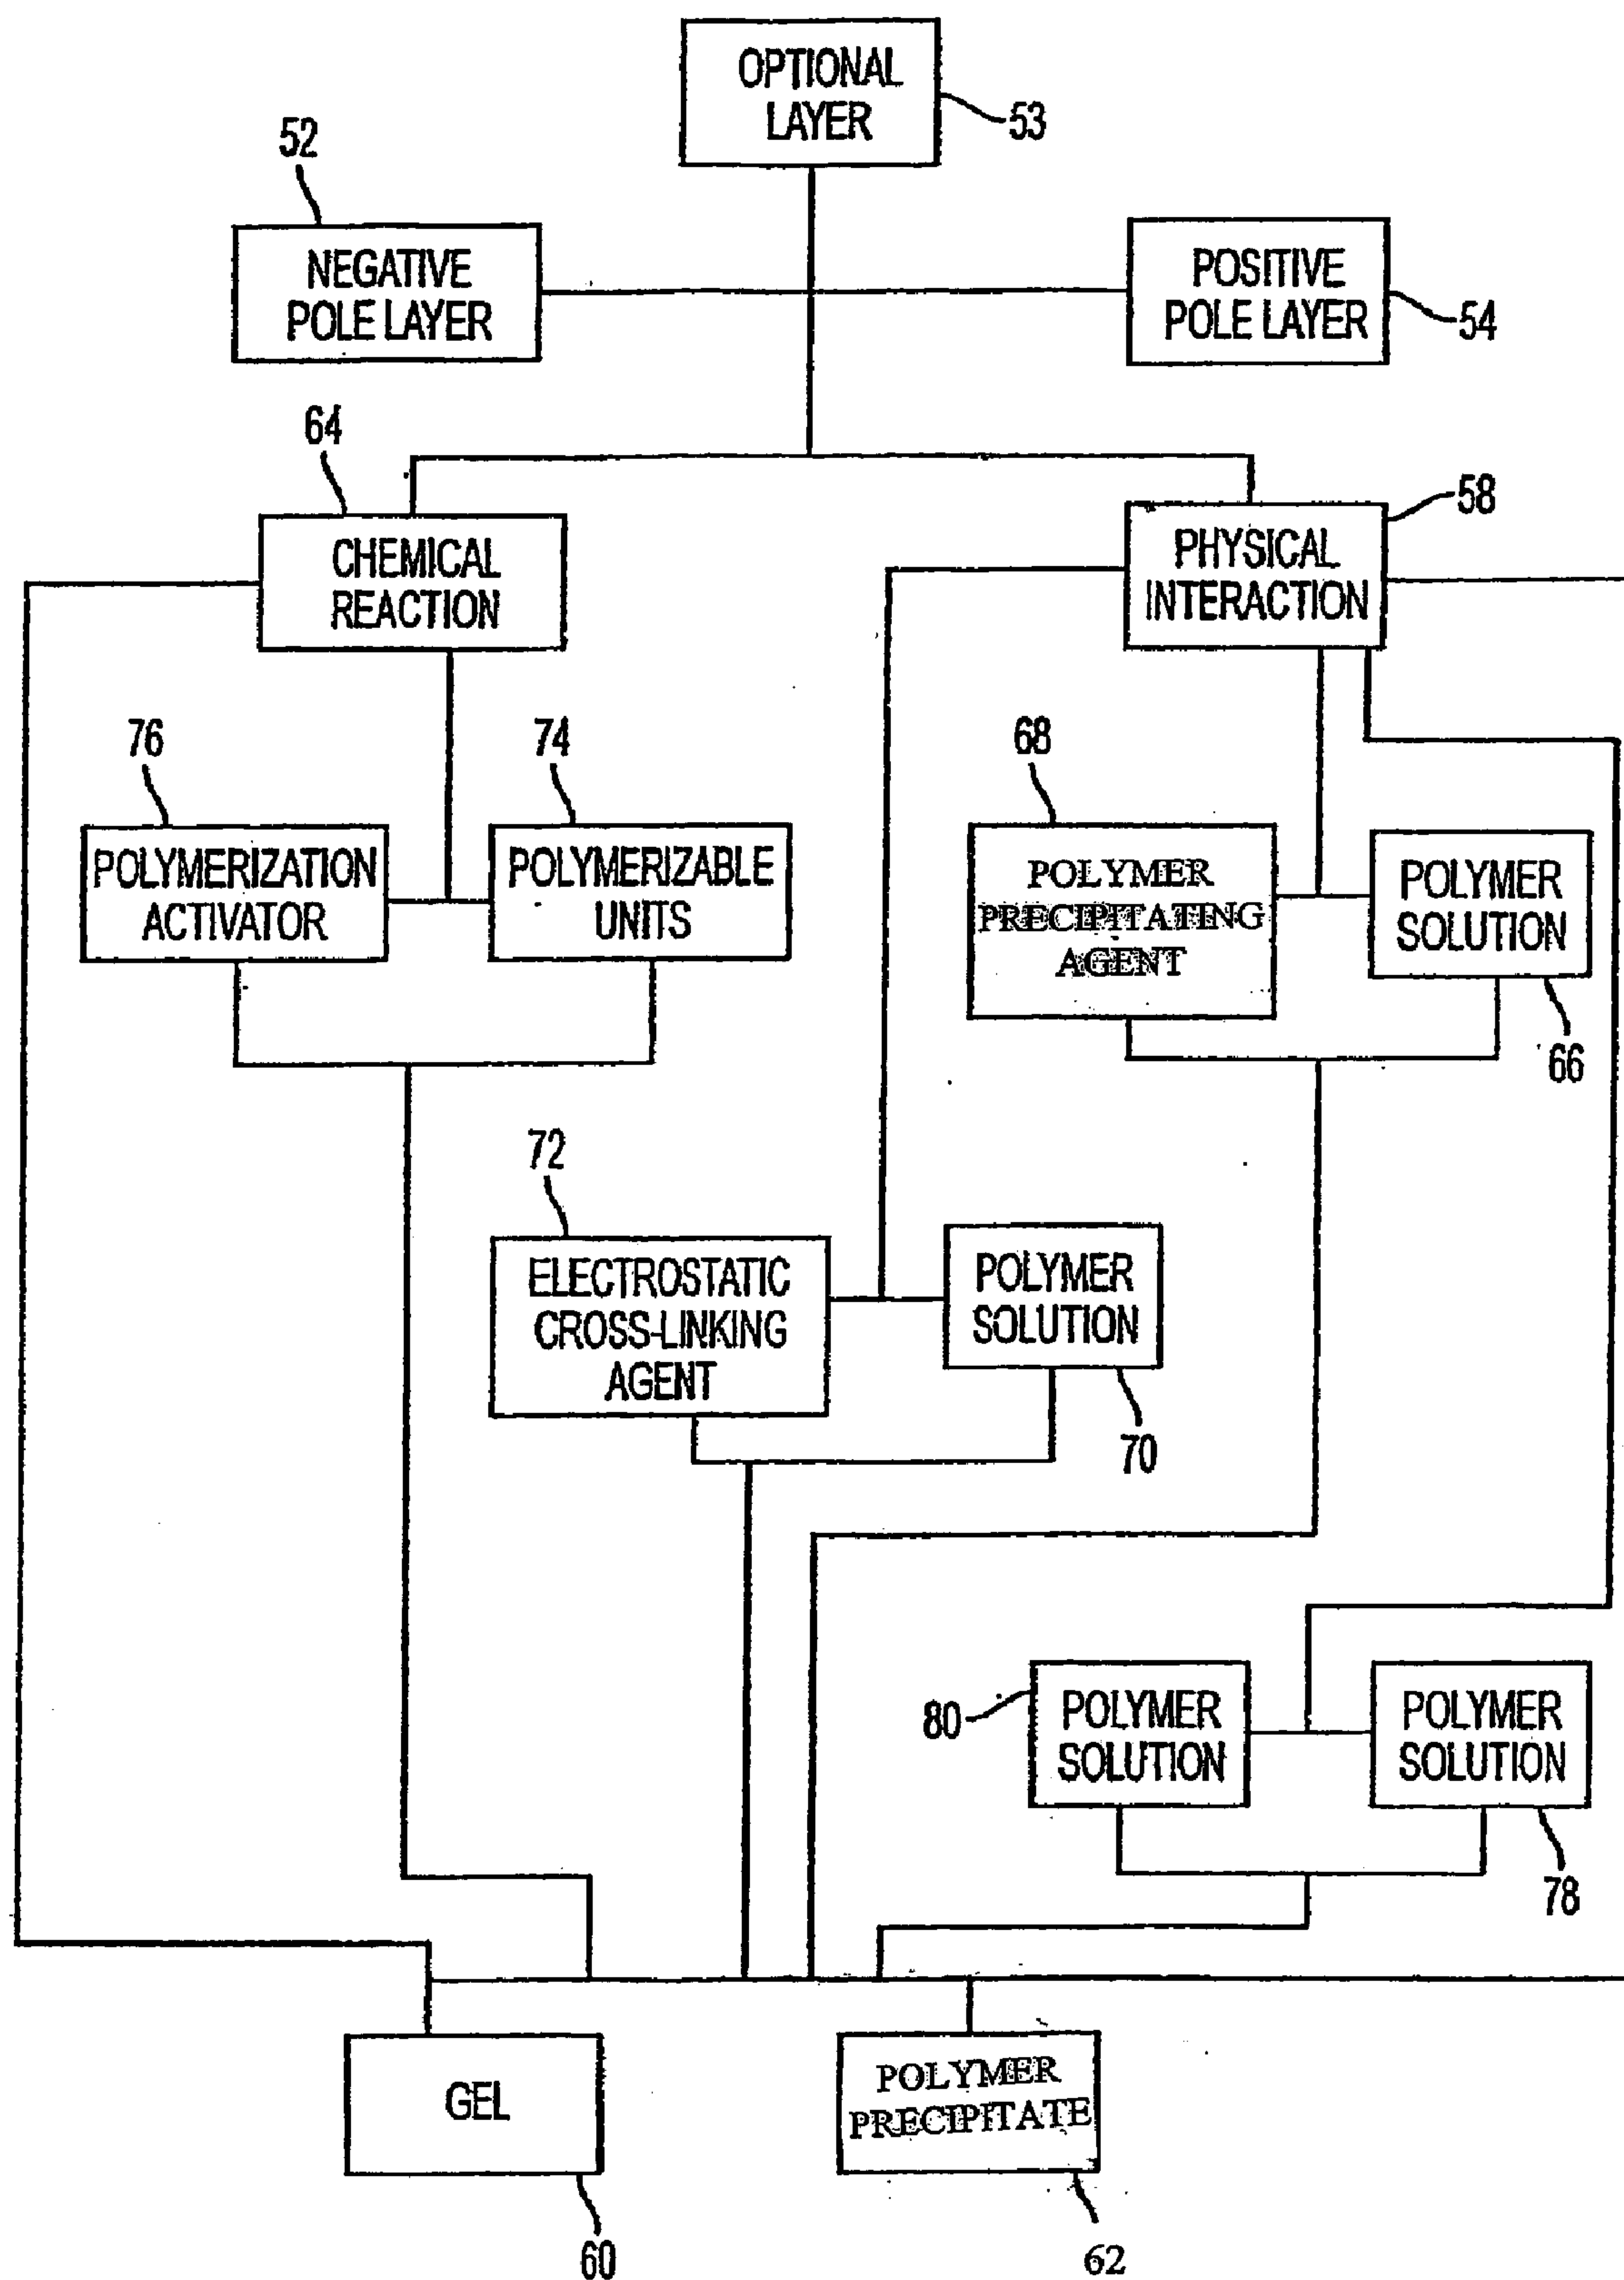 OPTIONAL
LAYER
53
52
NEGATIVE
POLE LAYER
POSITIVE
POLE LAYER
54
64
CHEMICAL
REACTION
58
PHYSICAL
INTERACTION
76
POLYMERIZATION
ACTIVATOR
74
POLYMERIZABLE
UNITS
68
POLYMER
PRECIPITATING
AGENT
POLYMER
SOLUTION
66
72
ELECTROSTATIC
CROSS-LINKING
AGENT
POLYMER
SOLUTION
70
80
POLYMER
SOLUTION
POLYMER
SOLUTION
78
GEL
60
POLYMER
PRECIPITATE
62